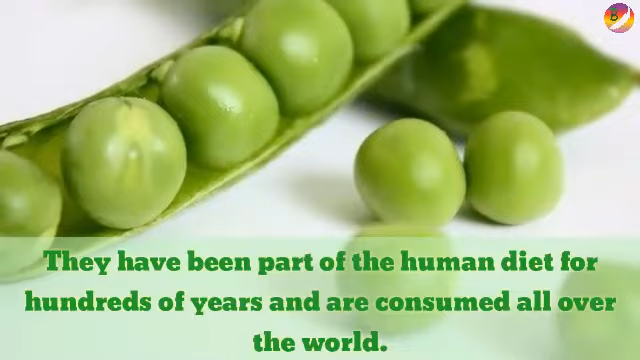 They have been part of the human diet for
hundreds of years and are consumed all over
the world.